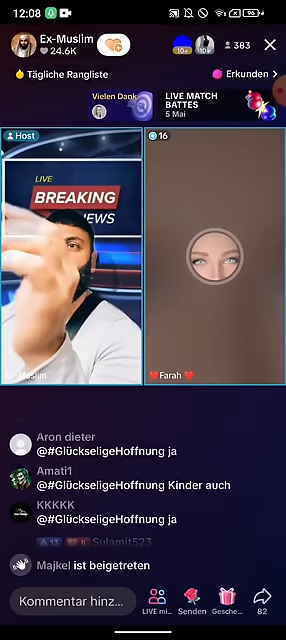 12:08
Ex-Muslim
24.6K
10+
10+
383
Tägliche Rangliste
Erkunden >
Vielen Dank
LIVE MATCH
BATTES
5 Mai
Host
16
LIVE
BREAKING
NEWS
Farah
Aron dieter
@#GlückseligeHoffnung ja
Amati1
@#GlückseligeHoffnung Kinder auch
KKKKK
@#GlückseligeHoffnung ja
13
Sulamit523
Majkel ist beigetreten
Kommentar hinz...
LIVE mi...
Senden
Gesche...
82